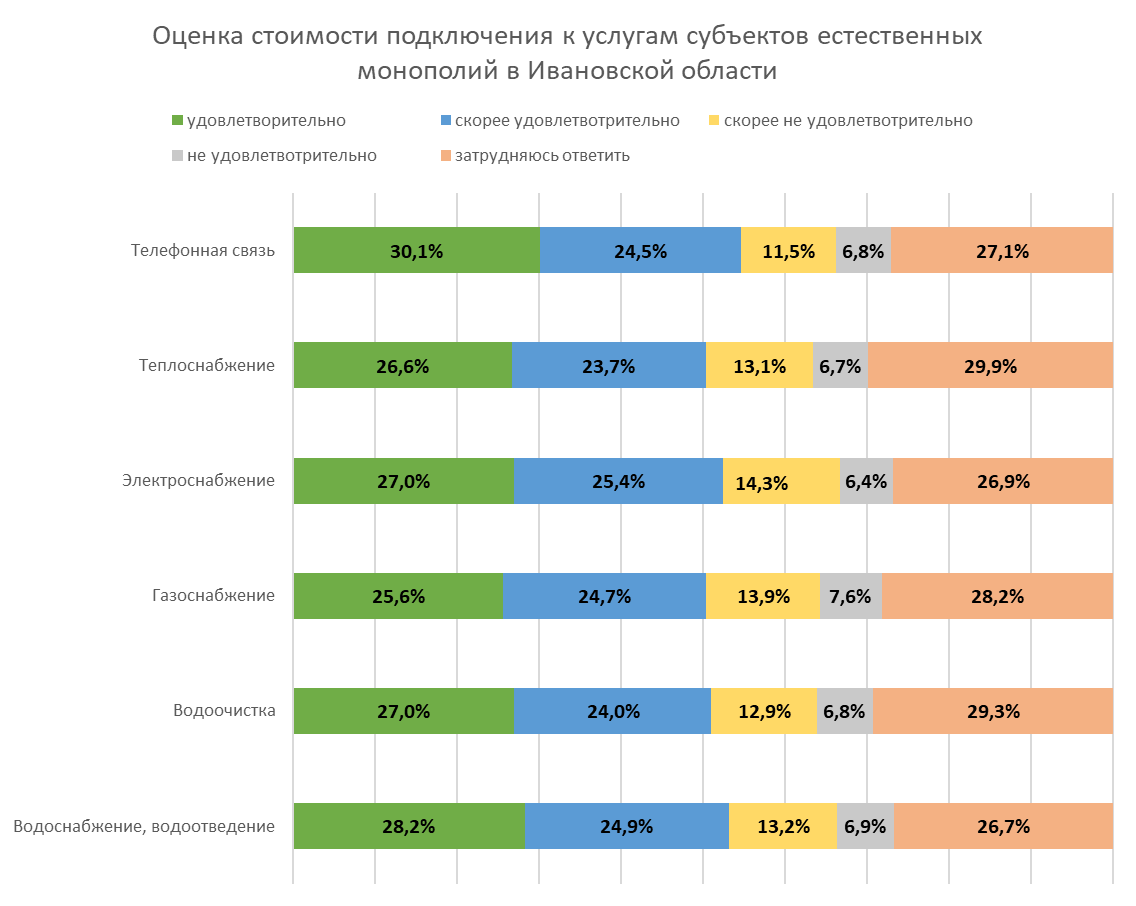 Оценка стоимости подключения к услугам субъектов естественных
монополий в Ивановской области
удовлетворительно скорее удовлетвотрительно скорее не удовлетвотрительно
не удовлетвотрительно затрудняюсь ответить
Телефонная связь 30,1% 24,5% 11,5% 6,8% 27,1%
Теплоснабжение 26,6% 23,7% 13,1% 6,7% 29,9%
Электроснабжение 27,0% 25,4% 14,3% 6,4% 26,9%
Газоснабжение 25,6% 24,7% 13,9% 7,6% 28,2%
Водоочистка 27,0% 24,0% 12,9% 6,8% 29,3%
Водоснабжение, водоотведение 28,2% 24,9% 13,2% 6,9% 26,7%